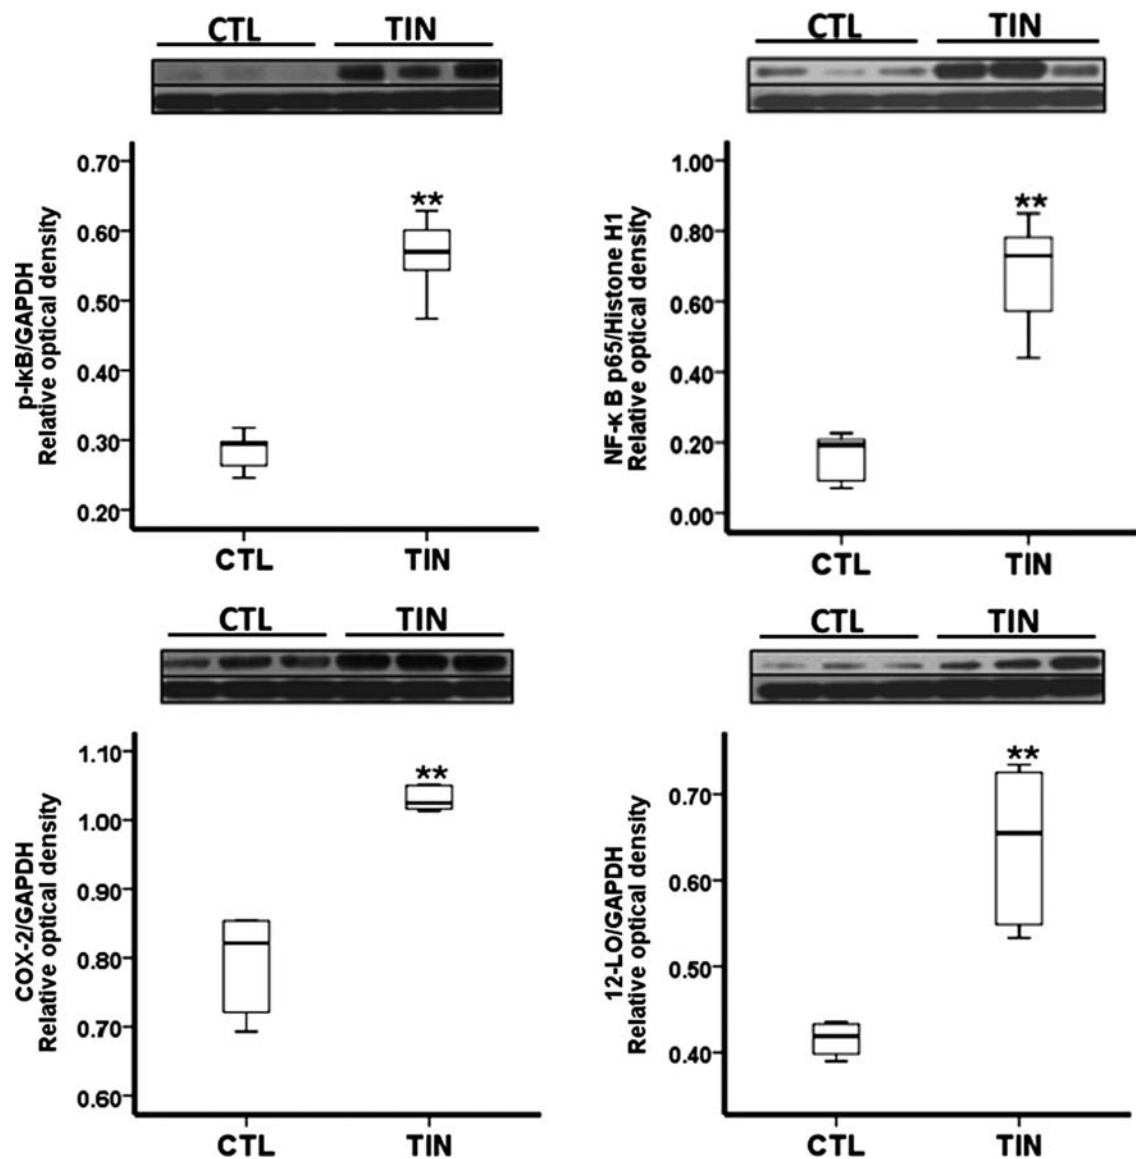 CTL TIN
0.70
0.60
0.50
0.40
0.30
0.20
p-IκB/GAPDH
Relative optical density
**
CTL TIN
CTL TIN
1.00
0.80
0.60
0.40
0.20
0.00
NF-κ B p65/Histone H1
Relative optical density
**
CTL TIN
CTL TIN
1.10
1.00
0.90
0.80
0.70
0.60
COX-2/GAPDH
Relative optical density
**
CTL TIN
CTL TIN
0.70
0.60
0.50
0.40
12-LO/GAPDH
Relative optical density
**
CTL TIN